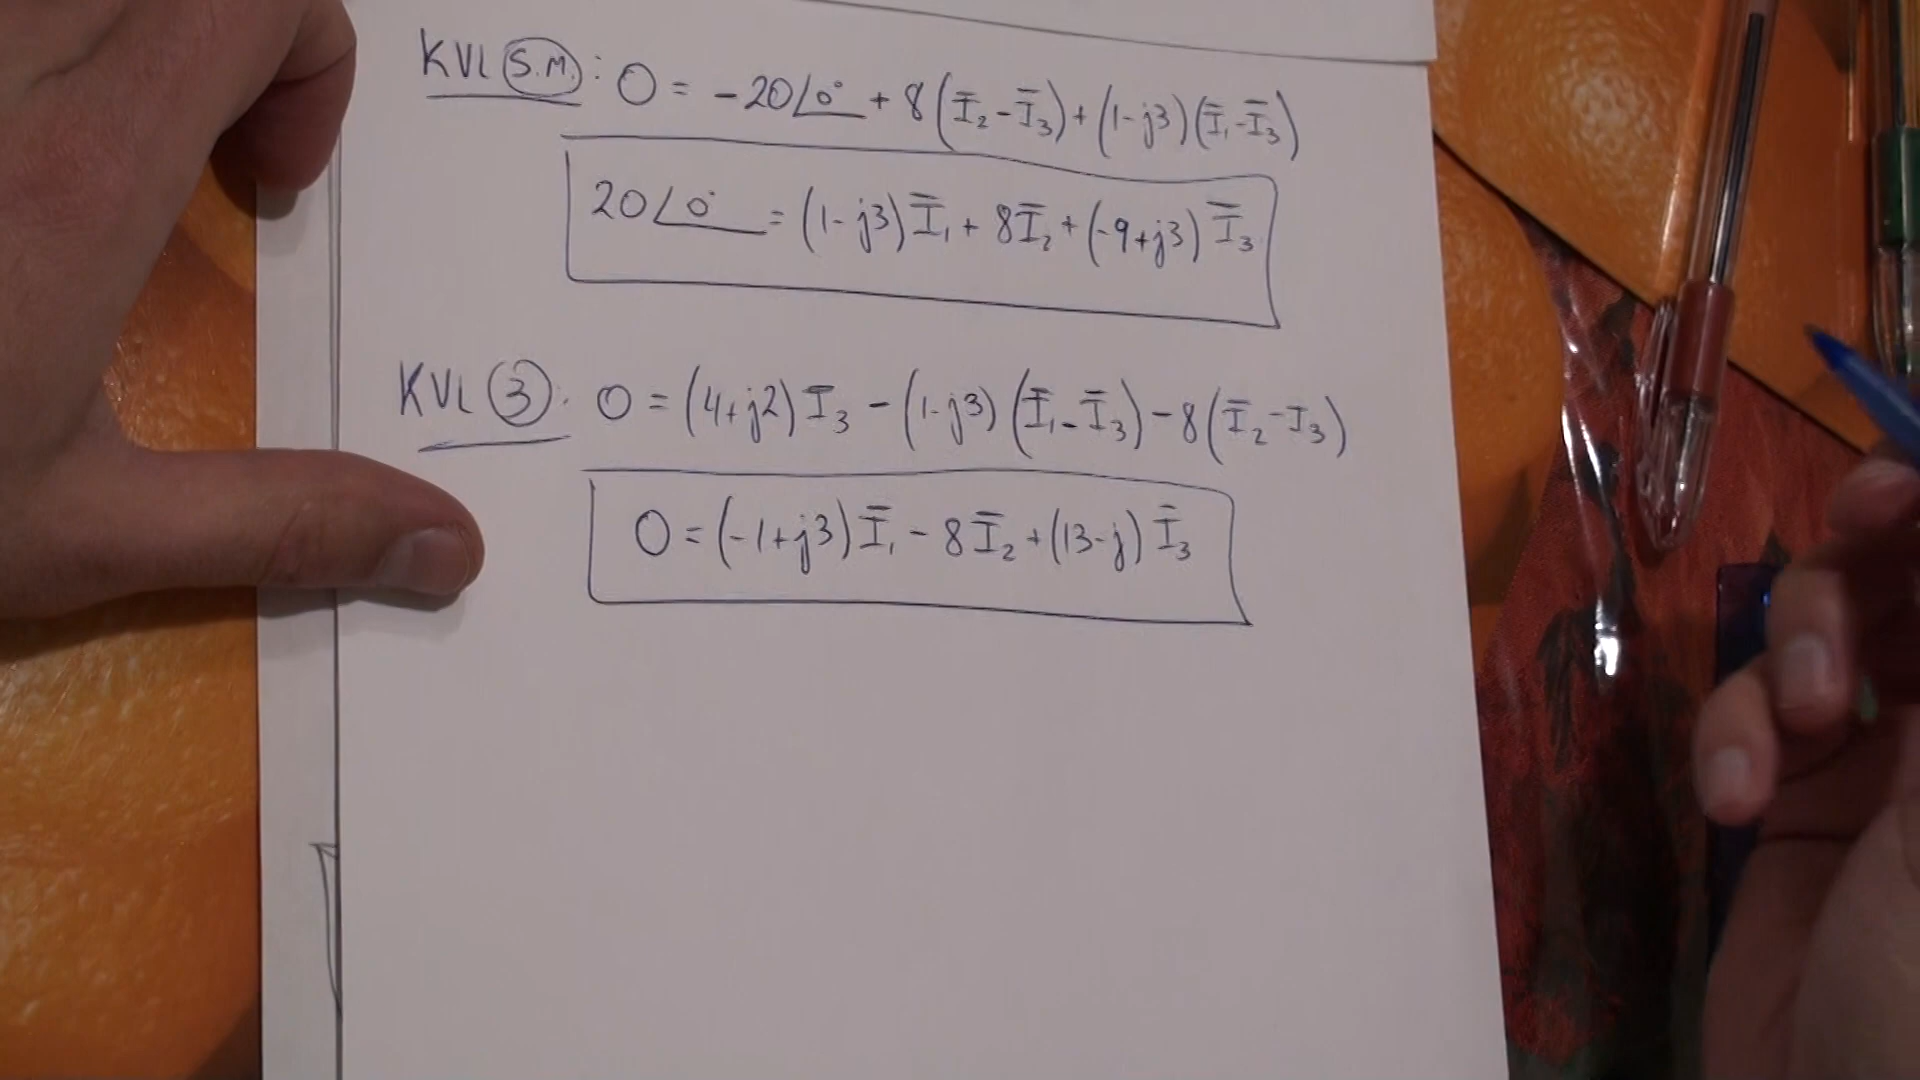 KVL (S.M.): 0 = -20∠0° + 8(Ī₂-Ī₃)+(1-j3)(Ī₁-Ī₃)
20∠0° = (1-j3)Ī₁+ 8Ī₂+(-9+j3) Ī₃
KVL (3): 0 = (4+j2)I₃ - (1-j3)(Ī₁-Ī₃)-8(Ī₂-I₃)
0=(-1+j3)Ī₁-8Ī₂+(13-j)Ī₃